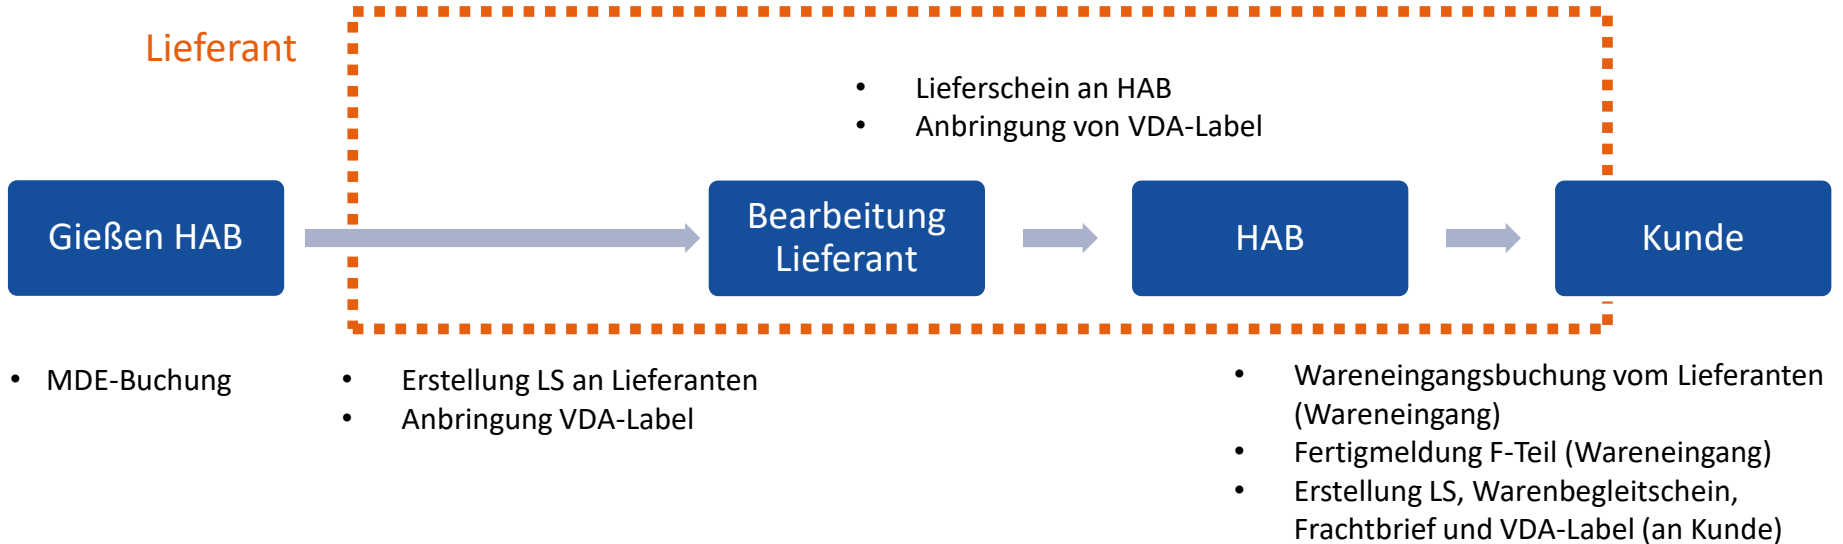 Lieferant
• Lieferschein an HAB
• Anbringung von VDA-Label
Gießen HAB
Bearbeitung
Lieferant
HAB
Kunde
• MDE-Buchung
• Erstellung LS an Lieferanten
• Anbringung VDA-Label
• Wareneingangsbuchung vom Lieferanten
(Wareneingang)
• Fertigmeldung F-Teil (Wareneingang)
• Erstellung LS, Warenbegleitschein,
Frachtbrief und VDA-Label (an Kunde)